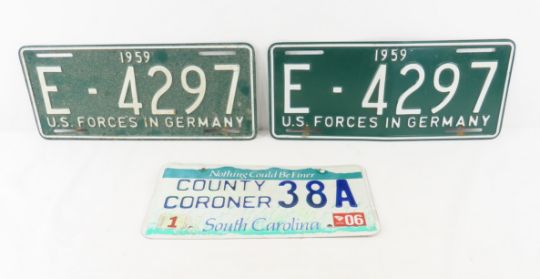 1959
E-4297
U.S. FORCES IN GERMANY
1959
E-4297
U.S. FORCES IN GERMANY
Nothing Could Be Finer
COUNTY
CORONER 38A
1 South Carolina 06